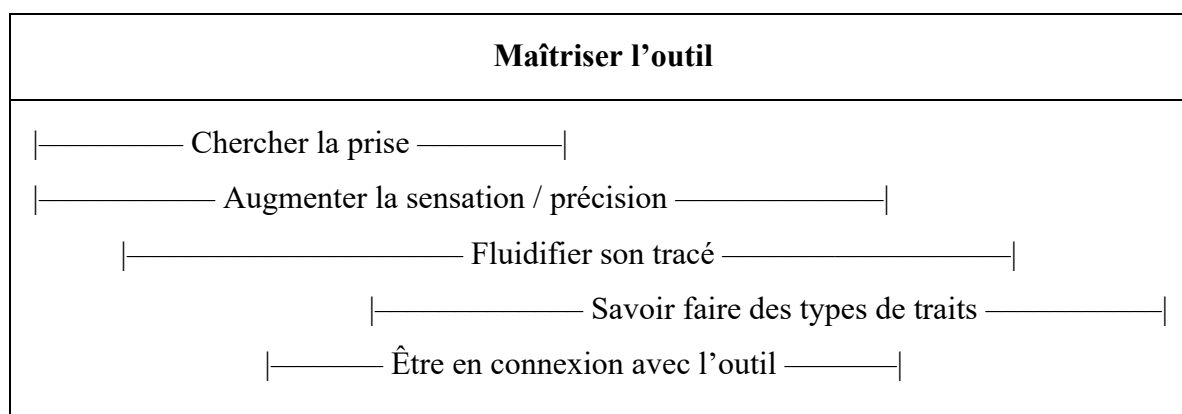 Maîtriser l’outil
|————— Chercher la prise —————|
|—————— Augmenter la sensation / précision ———————|
|——————————— Fluidifier son tracé ——————————|
|——————— Savoir faire des types de traits ——————|
|———— Être en connexion avec l’outil ————|